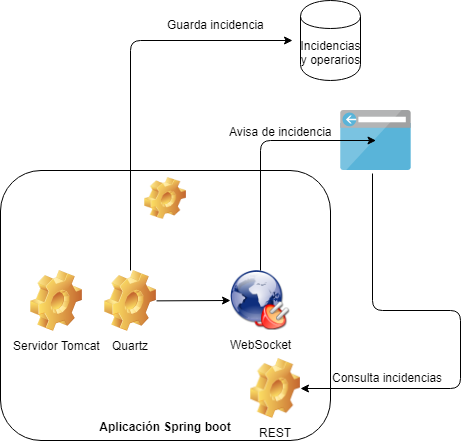 Guarda incidencia
Incidencias
y operarios
Avisa de incidencia
Servidor Tomcat
Quartz
WebSocket
Consulta incidencias
Aplicación Spring boot
REST